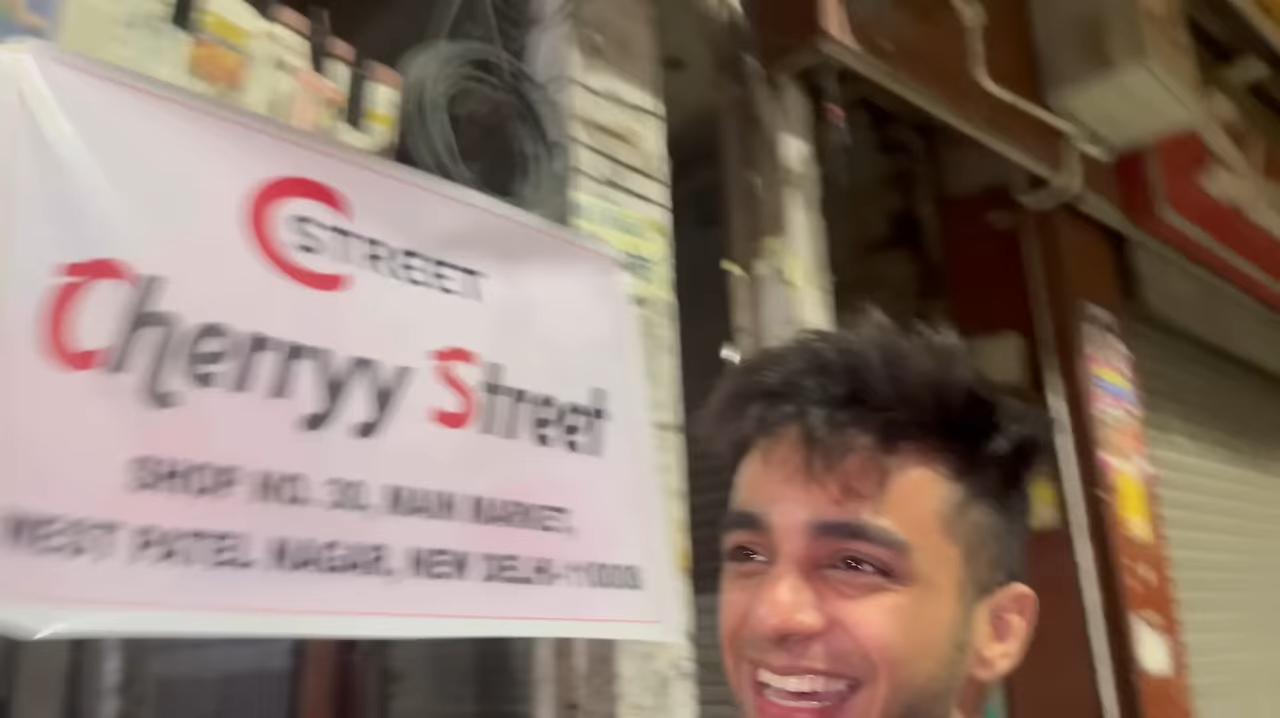 C STREET
Cherryy Street
SHOP NO. 30, MAIN MARKET,
WEST PATEL NAGAR, NEW DELHI-